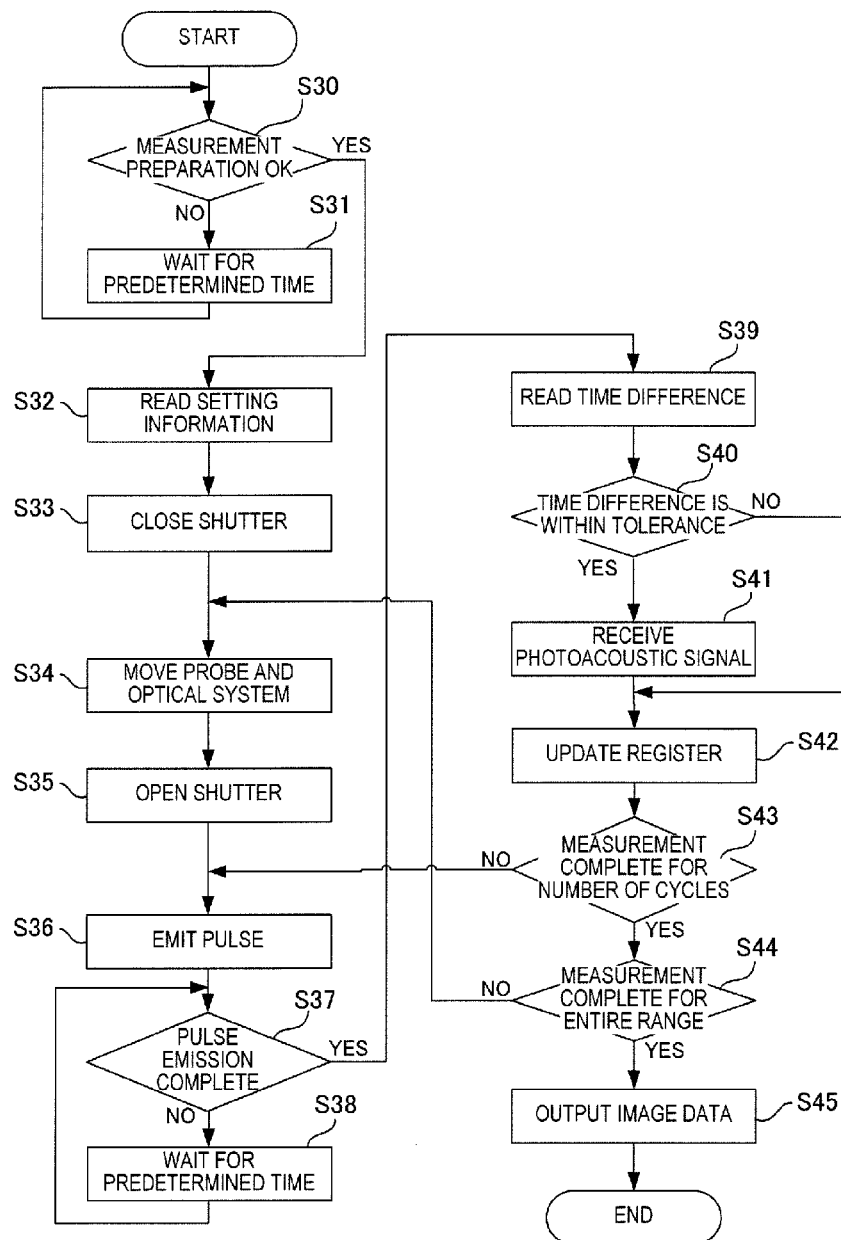 START
S30
MEASUREMENT
PREPARATION OK
YES
NO
S31
WAIT FOR
PREDETERMINED TIME
S32
READ SETTING
INFORMATION
S33
CLOSE SHUTTER
S34
MOVE PROBE AND
OPTICAL SYSTEM
S35
OPEN SHUTTER
S36
EMIT PULSE
S37
PULSE
EMISSION
COMPLETE
YES
NO
S38
WAIT FOR
PREDETERMINED TIME
S39
READ TIME DIFFERENCE
S40
TIME DIFFERENCE IS
WITHIN TOLERANCE
NO
YES
S41
RECEIVE
PHOTOACOUSTIC SIGNAL
S42
UPDATE REGISTER
S43
MEASUREMENT
COMPLETE FOR
NUMBER OF CYCLES
NO
YES
S44
MEASUREMENT
COMPLETE FOR
ENTIRE RANGE
NO
YES
S45
OUTPUT IMAGE DATA
END